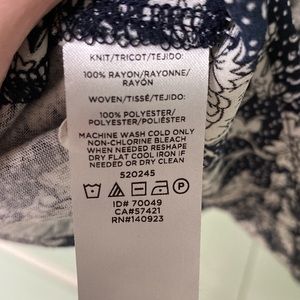 KNIT/TRICOT/TEJIDO:
100% RAYON/RAYONNE/
RAYÓN
WOVEN/TISSÉ/TEJIDO:
100% POLYESTER/
POLYESTER/POLIÉSTER
MACHINE WASH COLD ONLY
NON-CHLORINE BLEACH
WHEN NEEDED RESHAPE
DRY FLAT COOL IRON IF
NEEDED OR DRY CLEAN
520245
P
ID# 70049
CA#57421
RN#140923